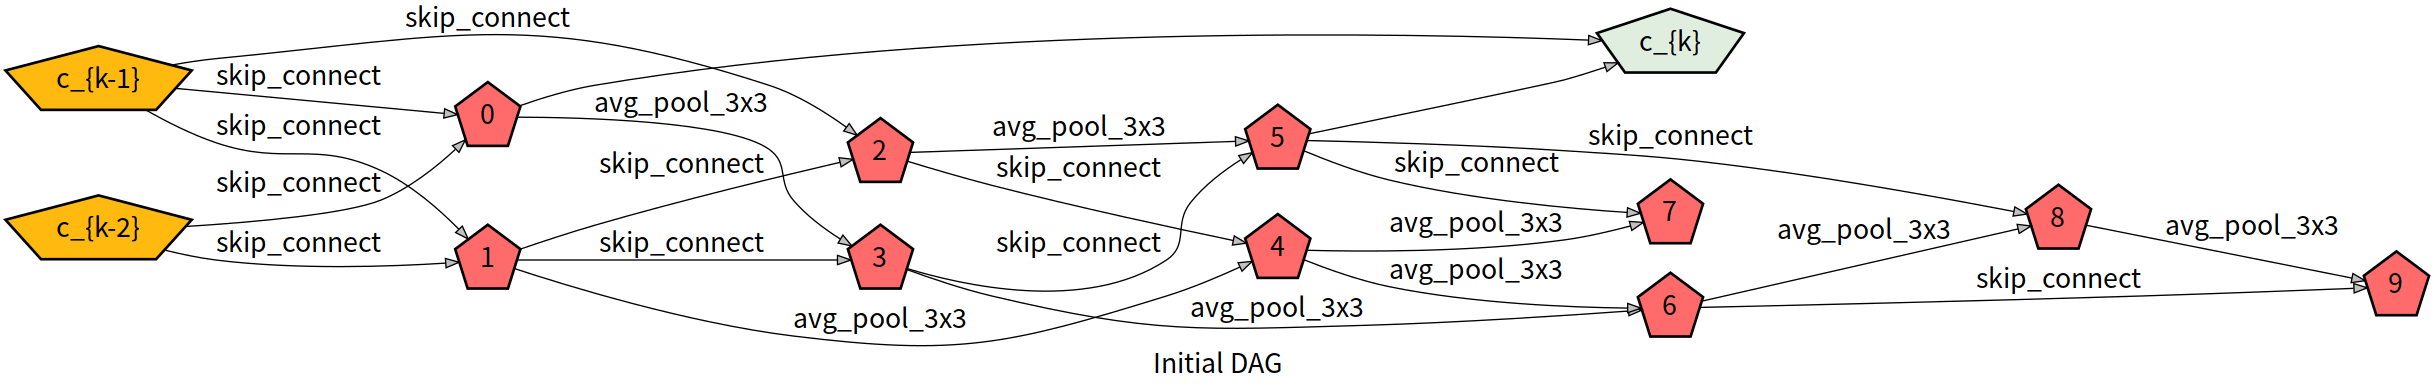 skip_connect
c_{k-1}
skip_connect
skip_connect
skip_connect
c_{k-2}
skip_connect
0
1
avg_pool_3x3
skip_connect
skip_connect
avg_pool_3x3
2
3
avg_pool_3x3
skip_connect
skip_connect
avg_pool_3x3
5
4
c_{k}
skip_connect
skip_connect
avg_pool_3x3
avg_pool_3x3
7
6
avg_pool_3x3
skip_connect
8
avg_pool_3x3
9
Initial DAG